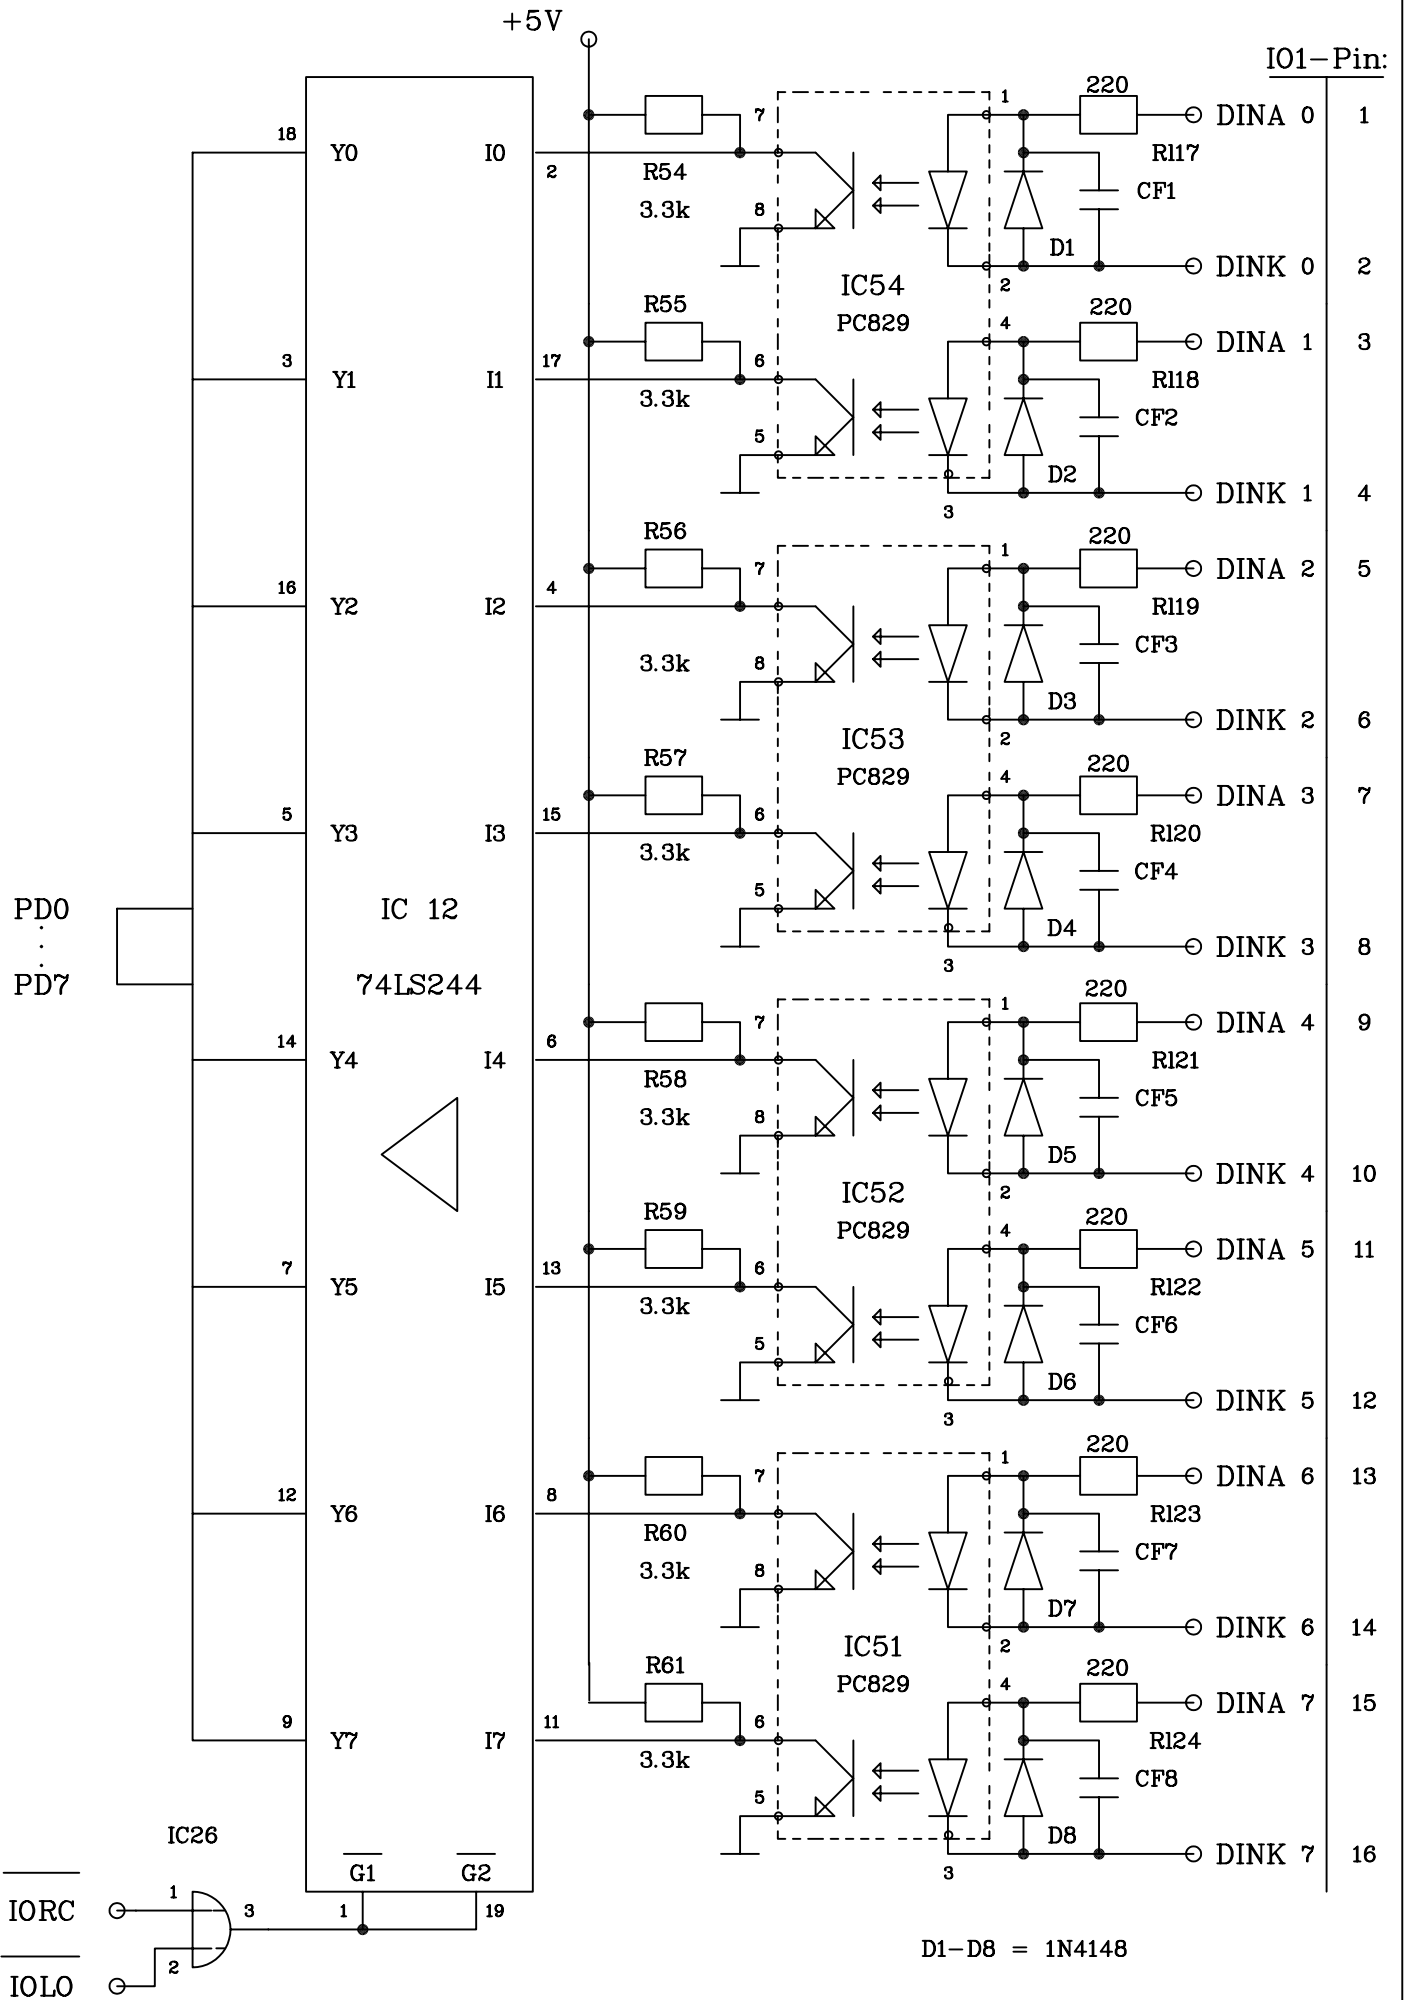 +5V
IO1-Pin:
220
7
1
DINA 0
1
18
Y0
I0
R117
2
R54
CF1
3.3k
8
D1
DINK 0
2
IC54
2
R55
220
PC829
4
DINA 1
3
3
17
6
Y1
I1
R118
3.3k
CF2
5
D2
DINK 1
4
3
R56
220
1
7
DINA 2
5
16
4
Y2
I2
R119
CF3
3.3k
8
D3
DINK 2
6
IC53
2
R57
220
PC829
4
DINA 3
7
5
15
6
Y3
I3
R120
3.3k
CF4
5
PD0
IC 12
D4
DINK 3
8
3
PD7
74LS244
220
1
7
DINA 4
9
14
6
Y4
I4
R121
R58
CF5
3.3k
8
D5
DINK 4
10
IC52
2
R59
220
PC829
4
DINA 5
11
7
13
6
Y5
I5
R122
3.3k
CF6
5
D6
DINK 5
12
3
220
1
7
DINA 6
13
12
8
Y6
I6
R123
R60
CF7
3.3k
8
D7
DINK 6
14
IC51
2
R61
220
PC829
4
DINA 7
15
9
11
6
Y7
I7
R124
3.3k
CF8
5
IC26
D8
DINK 7
16
G1
G2
3
1
IORC
3
1
19
2
D1-D8 = 1N4148
IOLO